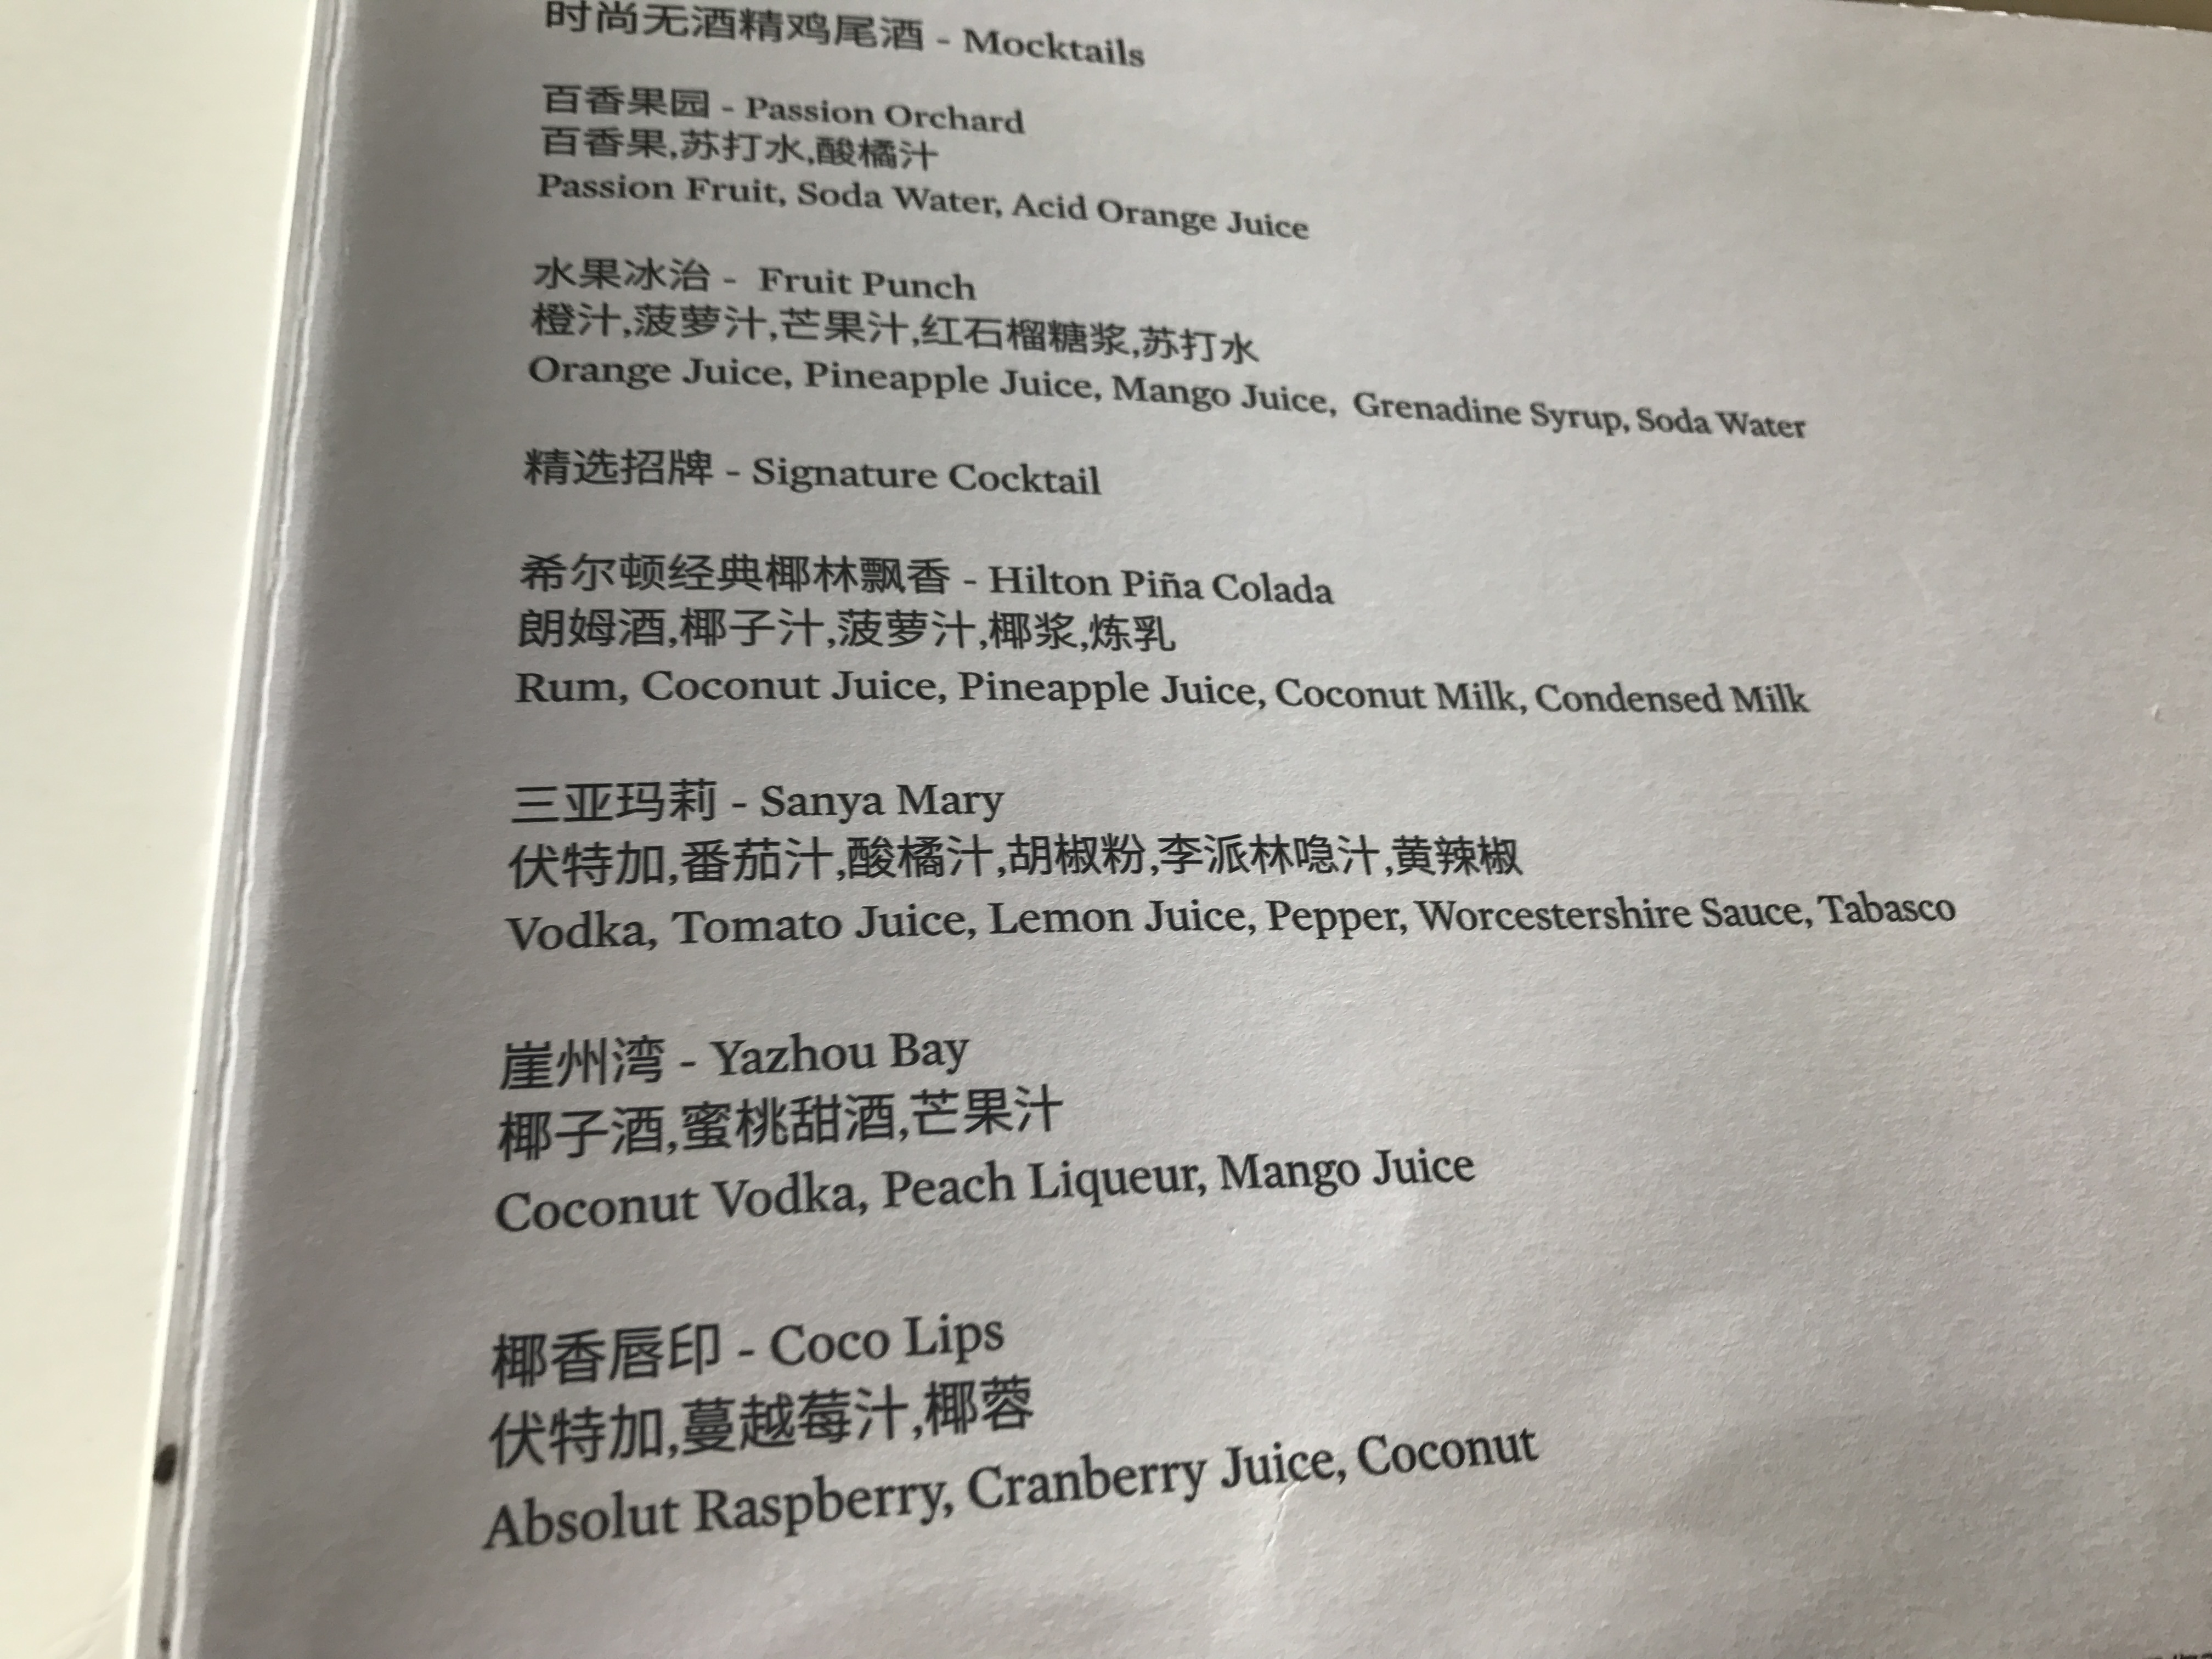 时尚无酒精鸡尾酒 - Mocktails
百香果园 - Passion Orchard
百香果,苏打水,酸橘汁
Passion Fruit, Soda Water, Acid Orange Juice
水果冰治 - Fruit Punch
橙汁,菠萝汁,芒果汁,红石榴糖浆,苏打水
Orange Juice, Pineapple Juice, Mango Juice, Grenadine Syrup, Soda Water
精选招牌 - Signature Cocktail
希尔顿经典椰林飘香 - Hilton Piña Colada
朗姆酒,椰子汁,菠萝汁,椰浆,炼乳
Rum, Coconut Juice, Pineapple Juice, Coconut Milk, Condensed Milk
三亚玛莉 - Sanya Mary
伏特加,番茄汁,酸橘汁,胡椒粉,李派林喼汁,黄辣椒
Vodka, Tomato Juice, Lemon Juice, Pepper, Worcestershire Sauce, Tabasco
崖州湾 - Yazhou Bay
椰子酒,蜜桃甜酒,芒果汁
Coconut Vodka, Peach Liqueur, Mango Juice
椰香唇印 - Coco Lips
伏特加,蔓越莓汁,椰蓉
Absolut Raspberry, Cranberry Juice, Coconut